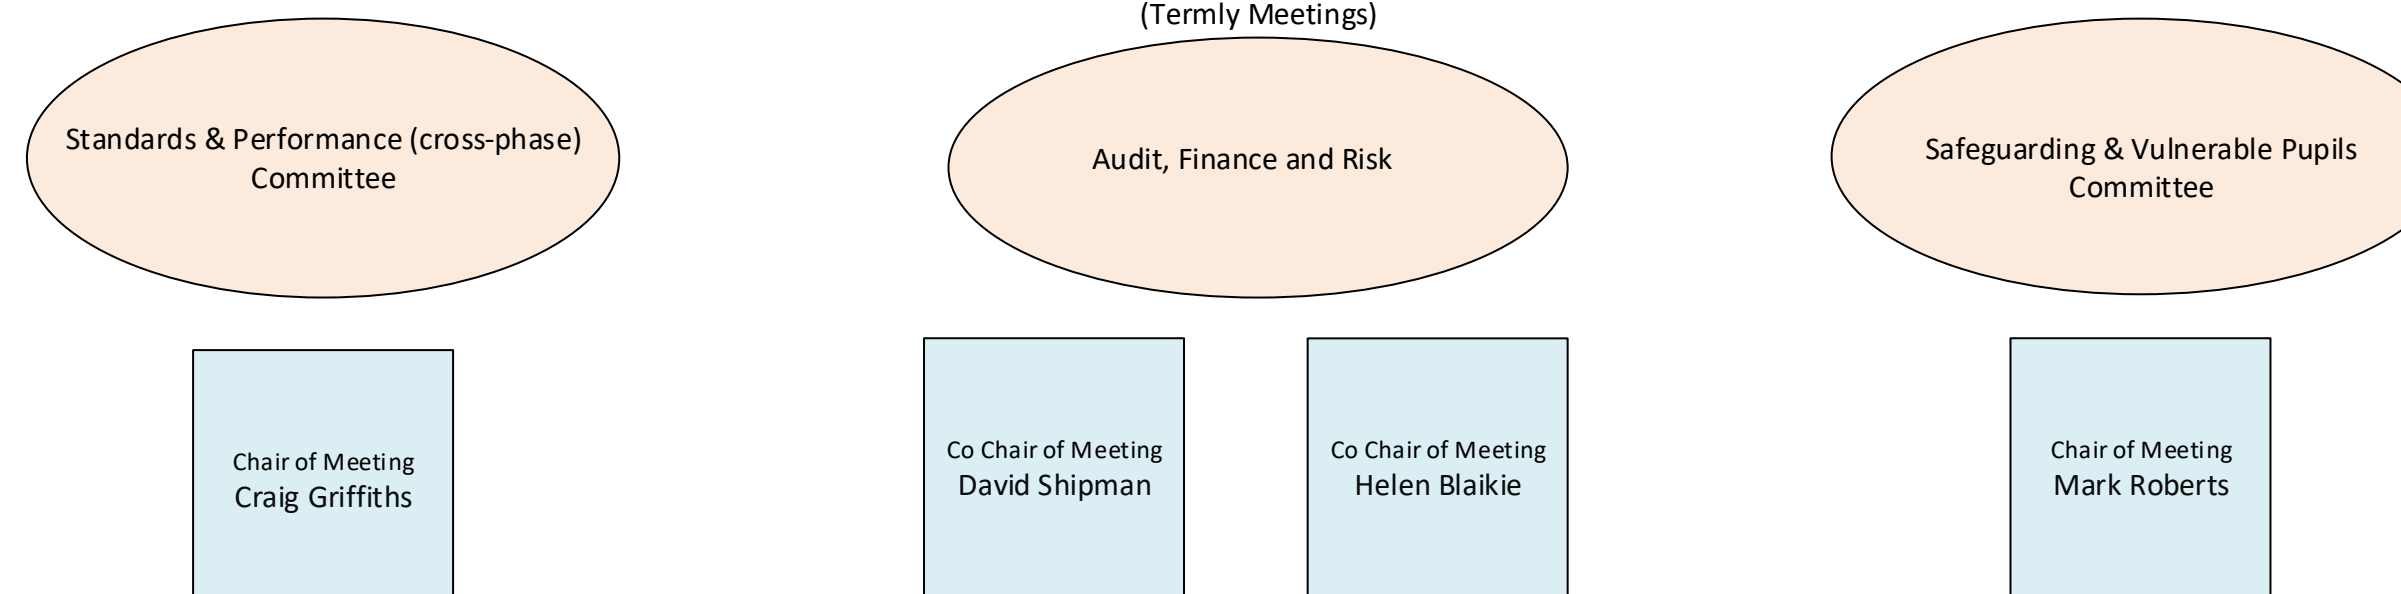 (Termly Meetings)
Standards & Performance (cross-phase)
Committee
Audit, Finance and Risk
Safeguarding & Vulnerable Pupils
Committee
Chair of Meeting
Craig Griffiths
Co Chair of Meeting
David Shipman
Co Chair of Meeting
Helen Blaikie
Chair of Meeting
Mark Roberts